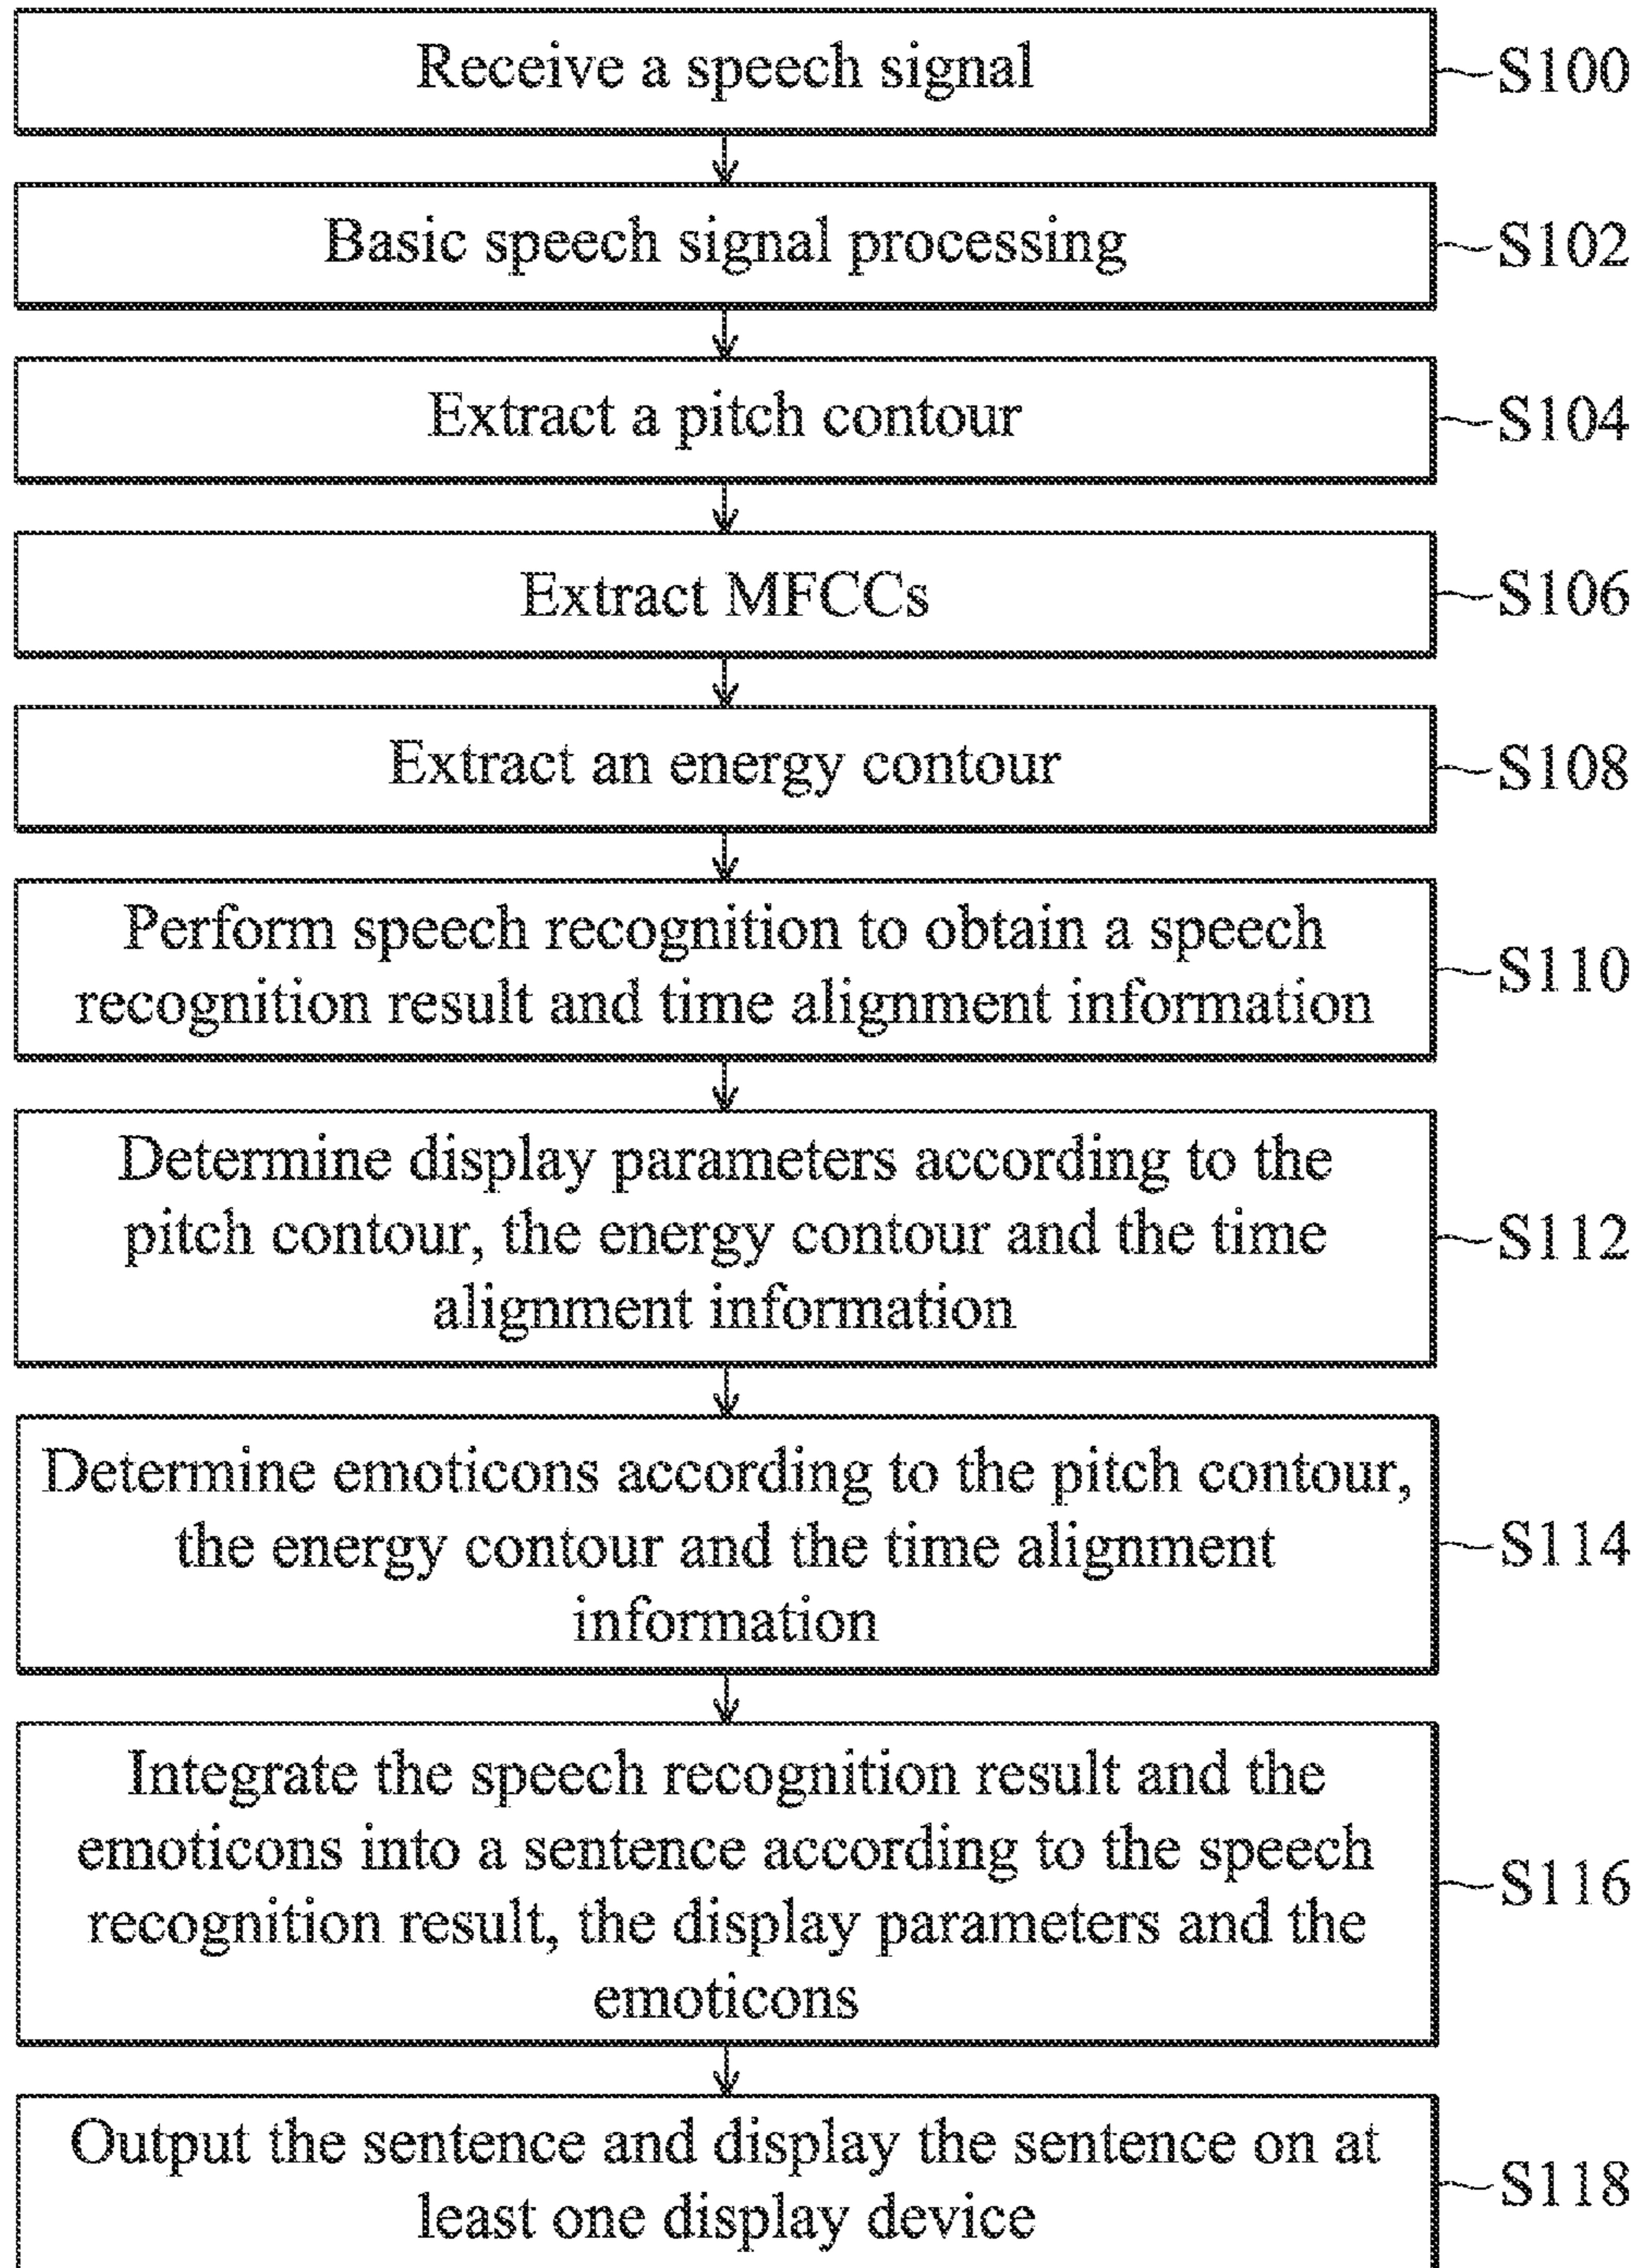 Receive a speech signal
S100
Basic speech signal processing
S102
Extract a pitch contour
S104
Extract MFCCs
S106
Extract an energy contour
S108
Perform speech recognition to obtain a speech
recognition result and time alignment information
S110
Determine display parameters according to the
pitch contour, the energy contour and the time
alignment information
S112
Determine emoticons according to the pitch contour,
the energy contour and the time alignment
information
S114
Integrate the speech recognition result and the
emoticons into a sentence according to the speech
recognition result, the display parameters and the
emoticons
S116
Output the sentence and display the sentence on at
least one display device
S118